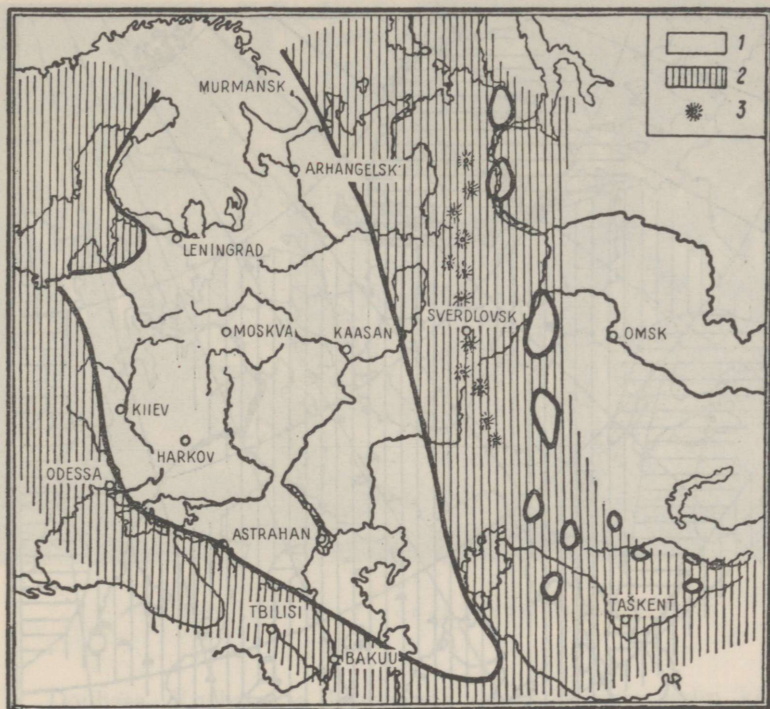 1
2
3
MURMANSK
ARHANGELSK
LENINGRAD
MOSKVA
KAASAN
SVERDLOVSK
OMSK
KIIEV
HARKOV
ODESSA
ASTRAHAN
TBILISI
TAŠKENT
BAKUU